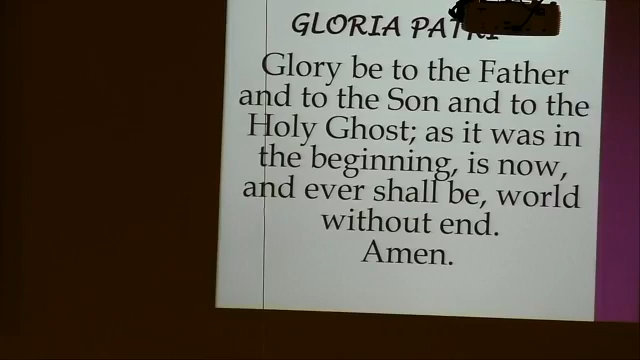 GLORIA PATRI
Glory be to the Father
and to the Son and to the
Holy Ghost; as it was in
the beginning, is now,
and ever shall be, world
without end.
Amen.